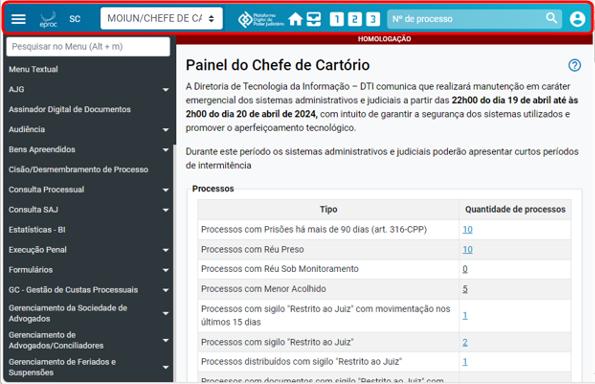 eproc SC MOIUN/CHEFE DE CA Plataforma Digital do Poder Judiciário 1 2 3 Nº de processo
HOMOLOGAÇÃO
Pesquisar no Menu (Alt + m)
Menu Textual
AJG
Assinador Digital de Documentos
Audiência
Bens Apreendidos
Cisão/Desmembramento de Processo
Consulta Processual
Consulta SAJ
Estatísticas - BI
Execução Penal
Formulários
GC - Gestão de Custas Processuais
Gerenciamento da Sociedade de
Advogados
Gerenciamento de
Advogados/Conciliadores
Gerenciamento de Feriados e
Suspensões
Painel do Chefe de Cartório
A Diretoria de Tecnologia da Informação – DTI comunica que realizará manutenção em caráter
emergencial dos sistemas administrativos e judiciais a partir das 22h00 do dia 19 de abril até às
2h00 do dia 20 de abril de 2024, com intuito de garantir a segurança dos sistemas utilizados e
promover o aperfeiçoamento tecnológico.
Durante este período os sistemas administrativos e judiciais poderão apresentar curtos períodos
de intermitência
Processos
Tipo Quantidade de processos
Processos com Prisões há mais de 90 dias (art. 316-CPP) 10
Processos com Réu Preso 10
Processos com Réu Sob Monitoramento 0
Processos com Menor Acolhido 5
Processos com sigilo "Restrito ao Juiz" com movimentação nos
últimos 15 dias 1
Processos com sigilo "Restrito ao Juiz" 2
Processos distribuídos com sigilo "Restrito ao Juiz" 1
Processos com documentos com sigilo "Restrito ao Juiz" com